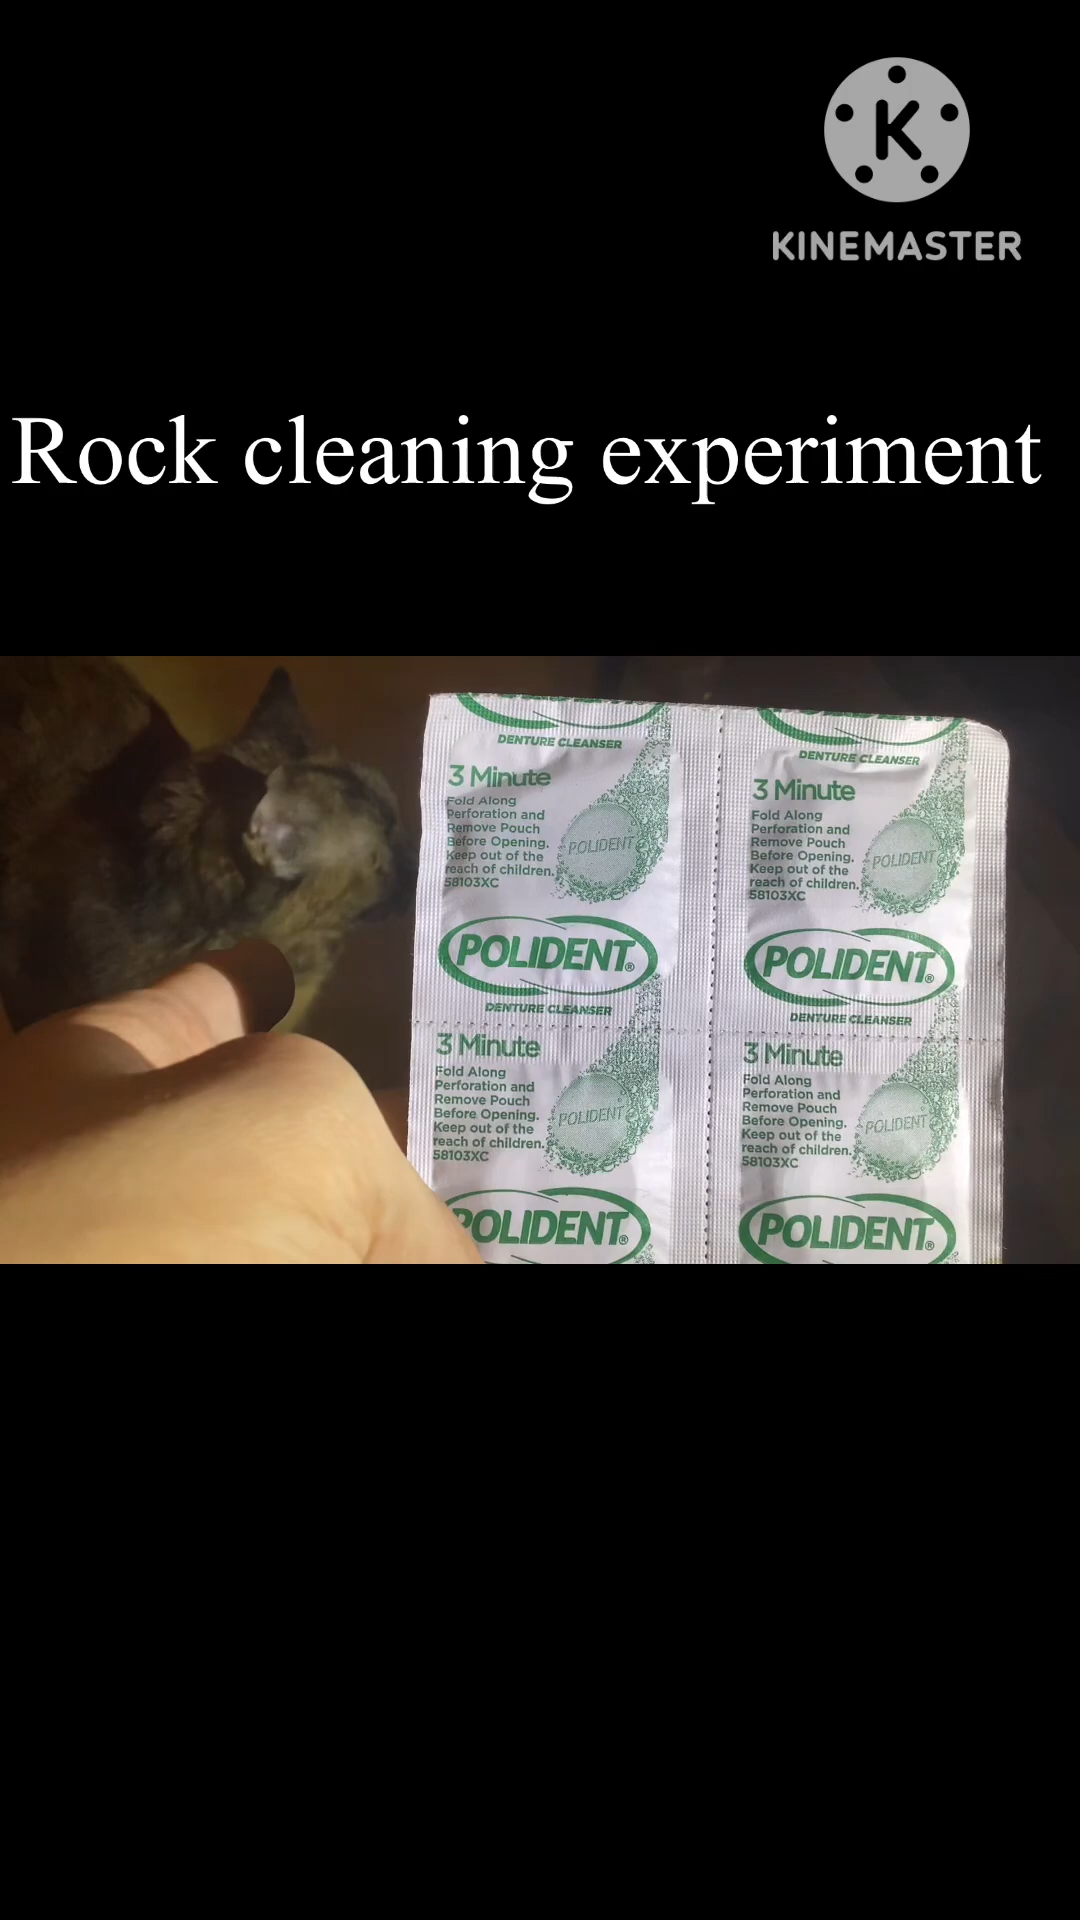 KINEMASTER
Rock cleaning experiment
DENTURE CLEANSER
3 Minute
Fold Along
Perforation and
Remove Pouch
Before Opening.
Keep out of the
reach of children.
58103XC
POLIDENT
POLIDENT®
DENTURE CLEANSER
3 Minute
Fold Along
Perforation and
Remove Pouch
Before Opening.
Keep out of the
reach of children.
58103XC
POLIDENT
POLIDENT®
DENTURE CLEANSER
3 Minute
Fold Along
Perforation and
Remove Pouch
Before Opening.
Keep out of the
reach of children.
58103XC
POLIDENT
POLIDENT®
DENTURE CLEANSER
3 Minute
Fold Along
Perforation and
Remove Pouch
Before Opening.
Keep out of the
reach of children.
58103XC
POLIDENT
POLIDENT®